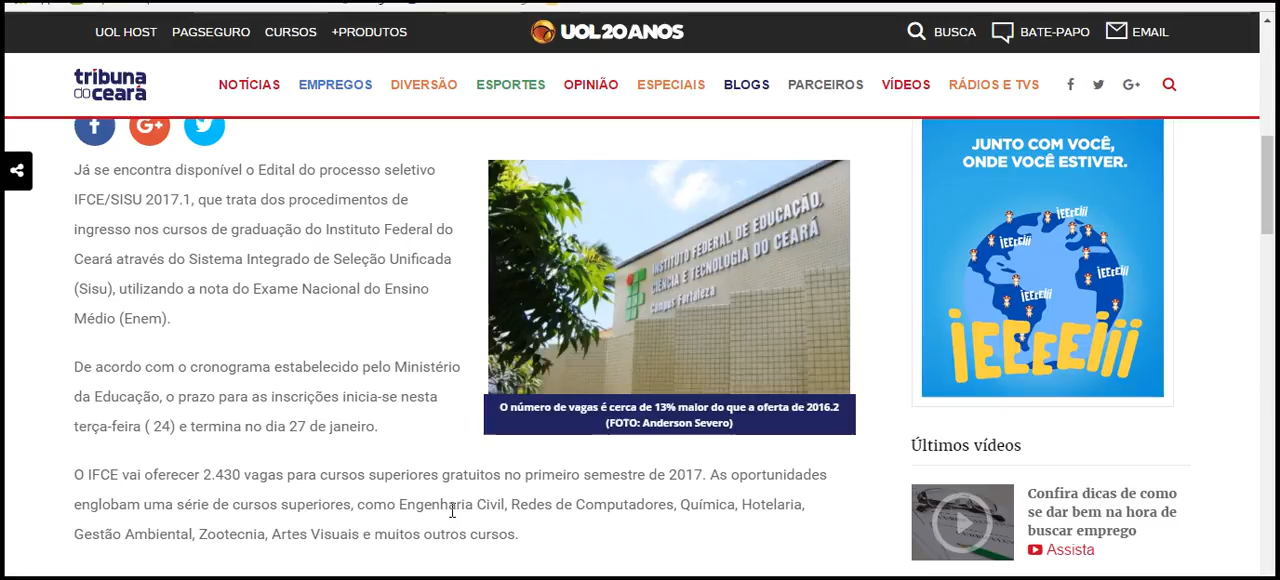 UOL HOST PAGSEGURO CURSOS +PRODUTOS UOL 20 ANOS BUSCA BATE-PAPO EMAIL
tribuna
do ceará
NOTÍCIAS EMPREGOS DIVERSÃO ESPORTES OPINIÃO ESPECIAIS BLOGS PARCEIROS VÍDEOS RÁDIOS E TVS f G+
f G+
Já se encontra disponível o Edital do processo seletivo
IFCE/SISU 2017.1, que trata dos procedimentos de
ingresso nos cursos de graduação do Instituto Federal do
Ceará através do Sistema Integrado de Seleção Unificada
(Sisu), utilizando a nota do Exame Nacional do Ensino
Médio (Enem).
De acordo com o cronograma estabelecido pelo Ministério
da Educação, o prazo para as inscrições inicia-se nesta
terça-feira ( 24) e termina no dia 27 de janeiro.
INSTITUTO FEDERAL DE EDUCAÇÃO,
CIÊNCIA E TECNOLOGIA DO CEARÁ
Campus Fortaleza
O número de vagas é cerca de 13% maior do que a oferta de 2016.2
(FOTO: Anderson Severo)
O IFCE vai oferecer 2.430 vagas para cursos superiores gratuitos no primeiro semestre de 2017. As oportunidades
englobam uma série de cursos superiores, como Engenharia Civil, Redes de Computadores, Química, Hotelaria,
Gestão Ambiental, Zootecnia, Artes Visuais e muitos outros cursos.
JUNTO COM VOCÊ,
ONDE VOCÊ ESTIVER.
iEEEEiii
iEEEEiii
iEEEEiii
iEEEEiii
iEEEEiii
Últimos vídeos
Confira dicas de como
se dar bem na hora de
buscar emprego
Assista